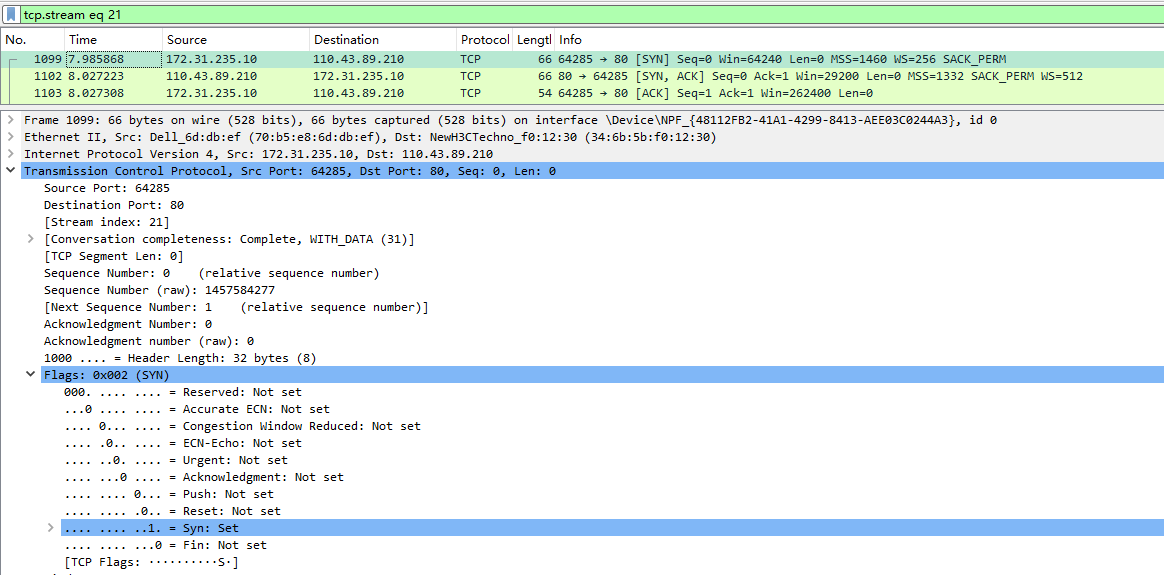 tcp.stream eq 21
No. Time Source Destination Protocol Lengtl Info
1099 7.985868 172.31.235.10 110.43.89.210 TCP 66 64285 → 80 [SYN] Seq=0 Win=64240 Len=0 MSS=1460 WS=256 SACK_PERM
1102 8.027223 110.43.89.210 172.31.235.10 TCP 66 80 → 64285 [SYN, ACK] Seq=0 Ack=1 Win=29200 Len=0 MSS=1332 SACK_PERM WS=512
1103 8.027308 172.31.235.10 110.43.89.210 TCP 54 64285 → 80 [ACK] Seq=1 Ack=1 Win=262400 Len=0
Frame 1099: 66 bytes on wire (528 bits), 66 bytes captured (528 bits) on interface \Device\NPF_{48112FB2-41A1-4299-8413-AEE03C0244A3}, id 0
Ethernet II, Src: Dell_6d:db:ef (70:b5:e8:6d:db:ef), Dst: NewH3CTechno_f0:12:30 (34:6b:5b:f0:12:30)
Internet Protocol Version 4, Src: 172.31.235.10, Dst: 110.43.89.210
Transmission Control Protocol, Src Port: 64285, Dst Port: 80, Seq: 0, Len: 0
Source Port: 64285
Destination Port: 80
[Stream index: 21]
[Conversation completeness: Complete, WITH_DATA (31)]
[TCP Segment Len: 0]
Sequence Number: 0    (relative sequence number)
Sequence Number (raw): 1457584277
[Next Sequence Number: 1    (relative sequence number)]
Acknowledgment Number: 0
Acknowledgment number (raw): 0
1000 .... = Header Length: 32 bytes (8)
Flags: 0x002 (SYN)
000. .... .... = Reserved: Not set
...0 .... .... = Accurate ECN: Not set
.... 0... .... = Congestion Window Reduced: Not set
.... .0.. .... = ECN-Echo: Not set
.... ..0. .... = Urgent: Not set
.... ...0 .... = Acknowledgment: Not set
.... .... 0... = Push: Not set
.... .... .0.. = Reset: Not set
.... .... ..1. = Syn: Set
.... .... ...0 = Fin: Not set
[TCP Flags: ··········S·]